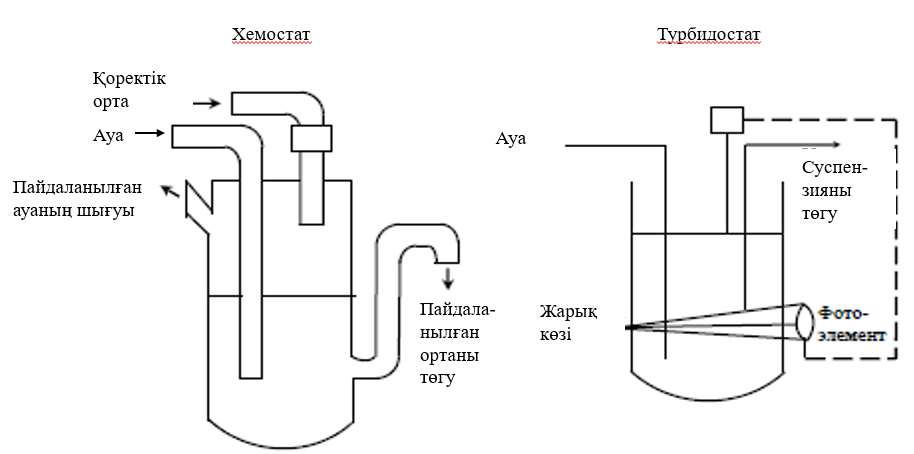 Хемостат
Қоректік
орта
Ауа
Пайдаланылған
ауаның шығуы
Пайдала-
нылған
ортаны
төгу
Турбидостат
Ауа
Суспен-
зияны
төгу
Жарық
көзі
Фото-
элемент